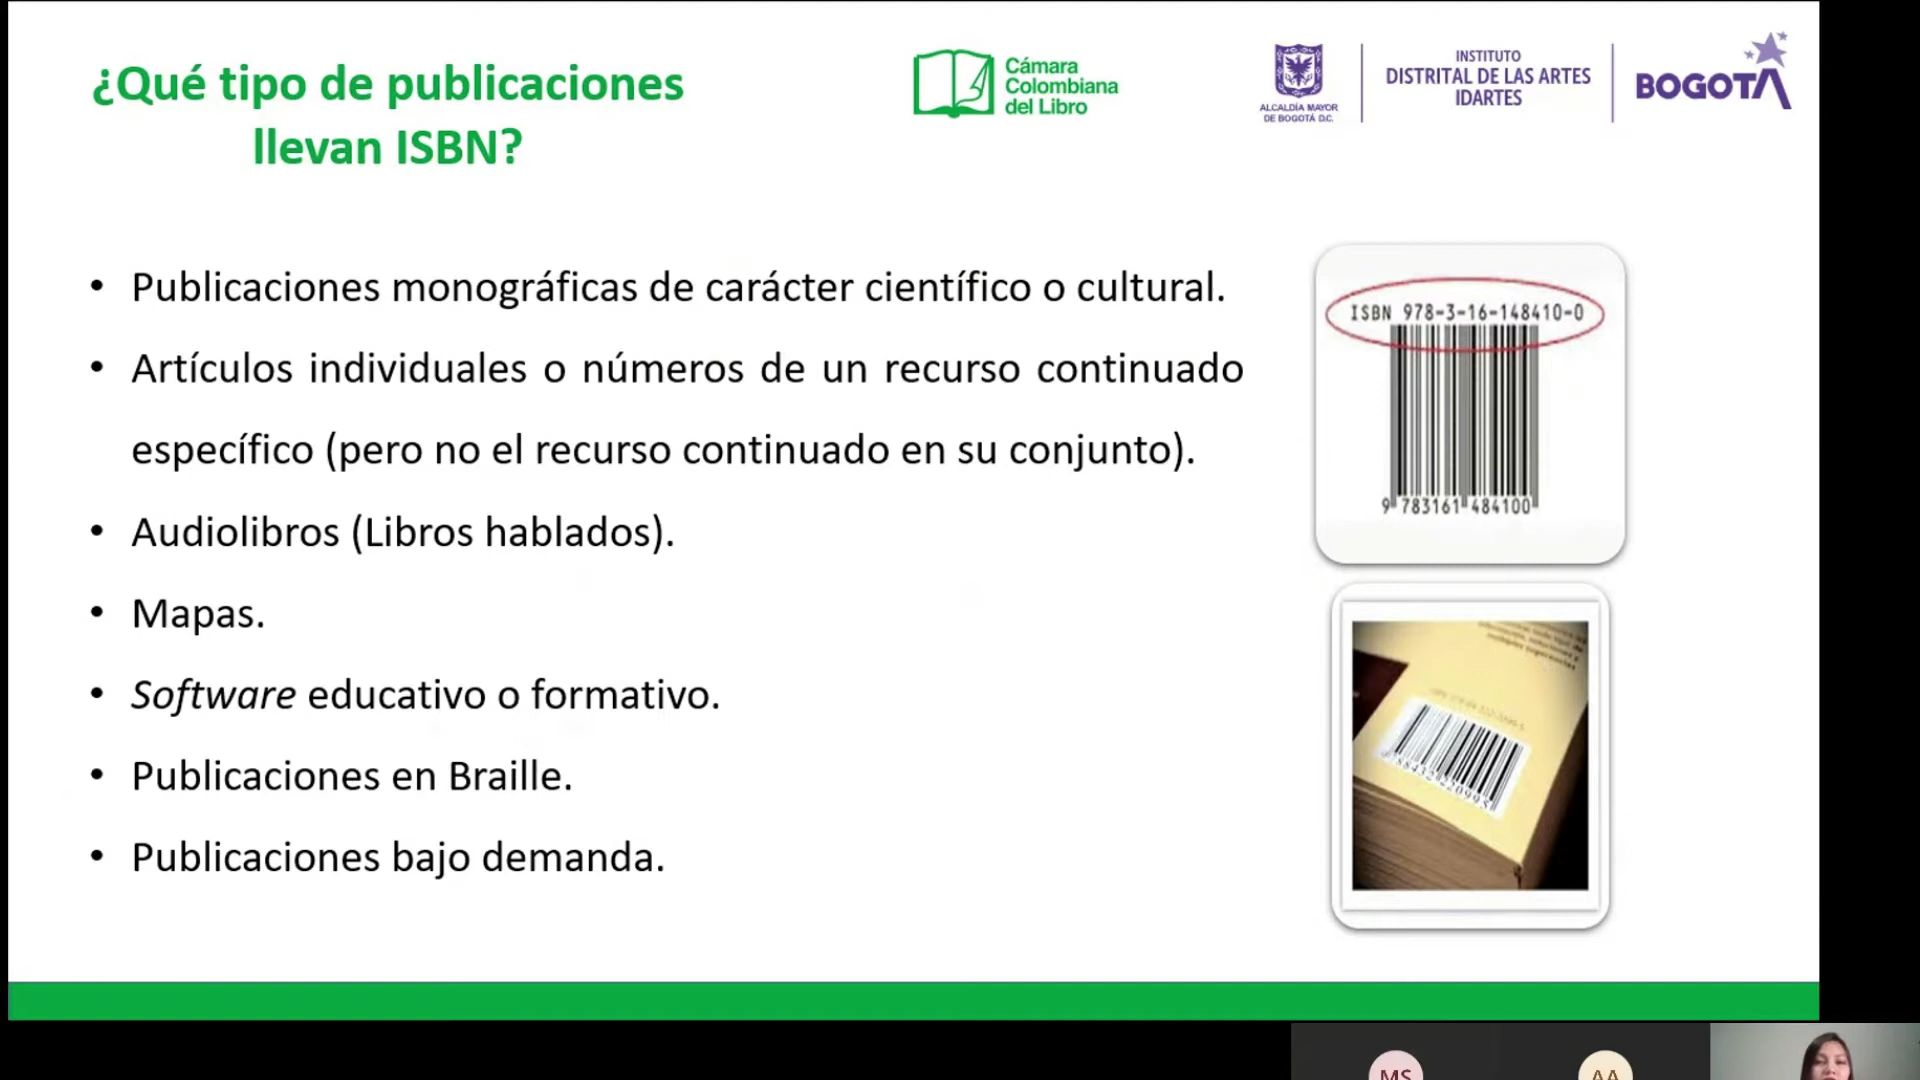 ¿Qué tipo de publicaciones
llevan ISBN?
Cámara
Colombiana
del Libro
ALCALDÍA MAYOR
DE BOGOTÁ D.C.
INSTITUTO
DISTRITAL DE LAS ARTES
IDARTES
BOGOTÁ
• Publicaciones monográficas de carácter científico o cultural.
• Artículos individuales o números de un recurso continuado
específico (pero no el recurso continuado en su conjunto).
• Audiolibros (Libros hablados).
• Mapas.
• Software educativo o formativo.
• Publicaciones en Braille.
• Publicaciones bajo demanda.
ISBN 978-3-16-148410-0
9 783161 484100
MS
AA